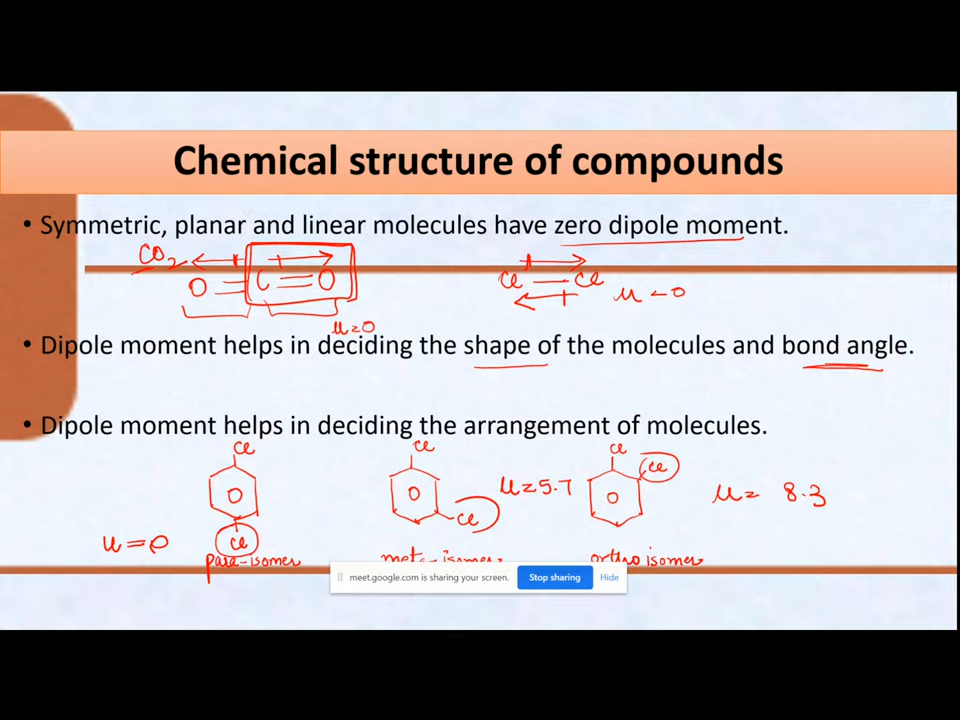 Chemical structure of compounds
• Symmetric, planar and linear molecules have zero dipole moment.
CO2
O = C = O
Cl — Cl
μ = 0
μ = 0
• Dipole moment helps in deciding the shape of the molecules and bond angle.
• Dipole moment helps in deciding the arrangement of molecules.
Cl Cl Cl
Cl
μ = 5.7
μ = 8.3
Cl
μ = 0
Cl
para-isomer meta-isomer ortho isomer
meet.google.com is sharing your screen. Stop sharing Hide